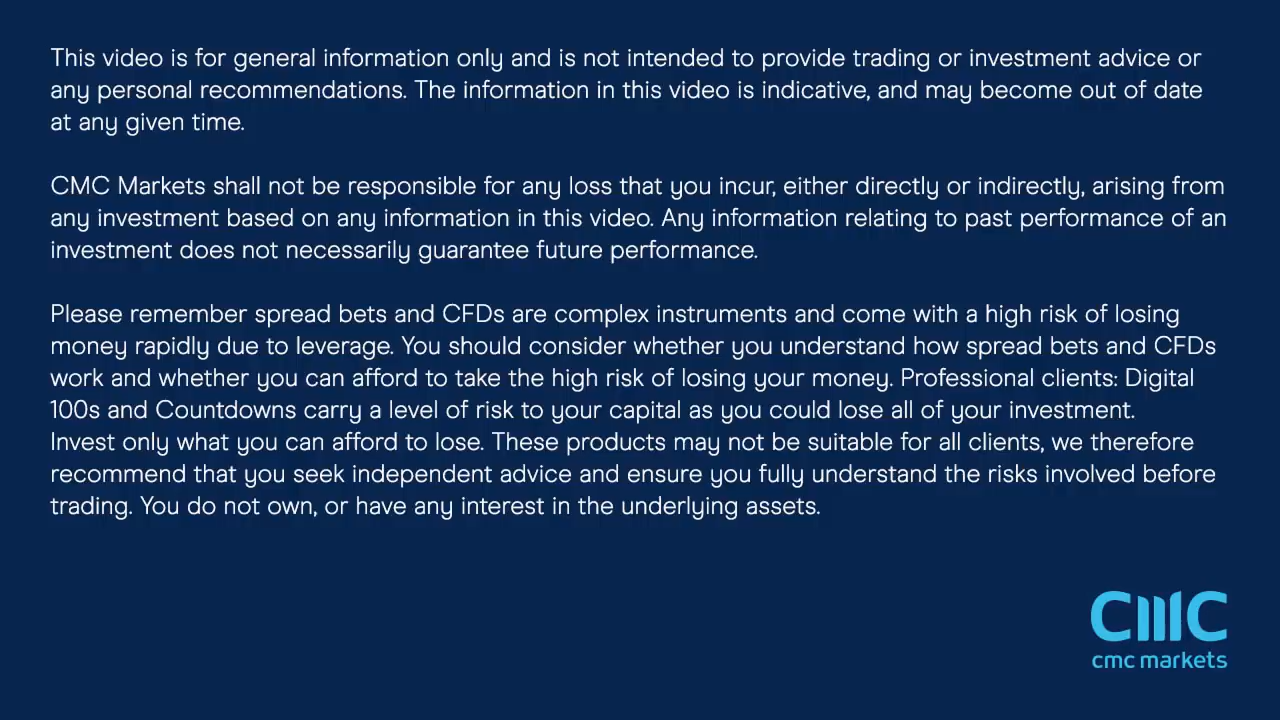 This video is for general information only and is not intended to provide trading or investment advice or
any personal recommendations. The information in this video is indicative, and may become out of date
at any given time.
CMC Markets shall not be responsible for any loss that you incur, either directly or indirectly, arising from
any investment based on any information in this video. Any information relating to past performance of an
investment does not necessarily guarantee future performance.
Please remember spread bets and CFDs are complex instruments and come with a high risk of losing
money rapidly due to leverage. You should consider whether you understand how spread bets and CFDs
work and whether you can afford to take the high risk of losing your money. Professional clients: Digital
100s and Countdowns carry a level of risk to your capital as you could lose all of your investment.
Invest only what you can afford to lose. These products may not be suitable for all clients, we therefore
recommend that you seek independent advice and ensure you fully understand the risks involved before
trading. You do not own, or have any interest in the underlying assets.
CMC
cmc markets